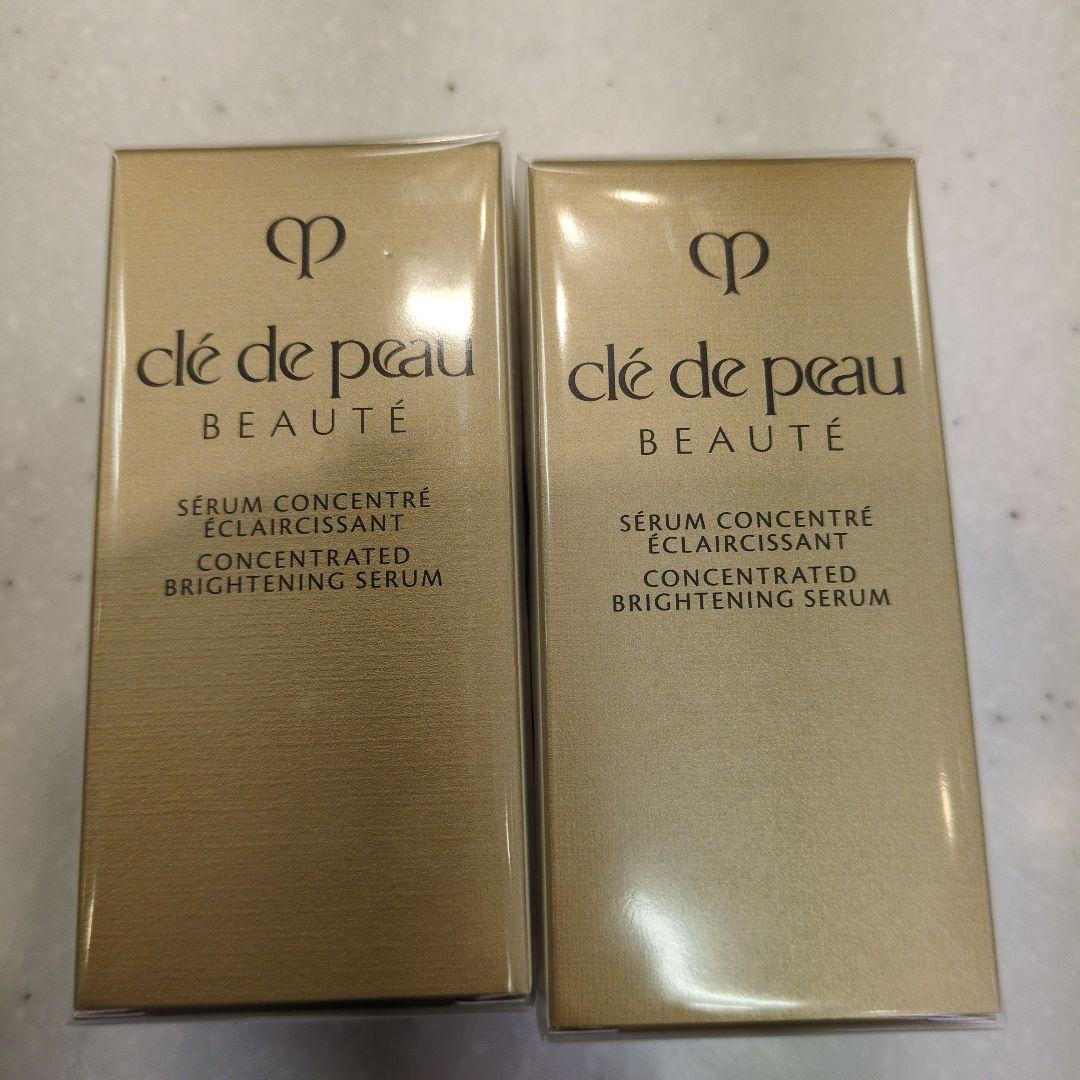 clé de peau
BEAUTÉ
SÉRUM CONCENTRÉ
ÉCLAIRCISSANT
CONCENTRATED
BRIGHTENING SERUM
clé de peau
BEAUTÉ
SÉRUM CONCENTRÉ
ÉCLAIRCISSANT
CONCENTRATED
BRIGHTENING SERUM